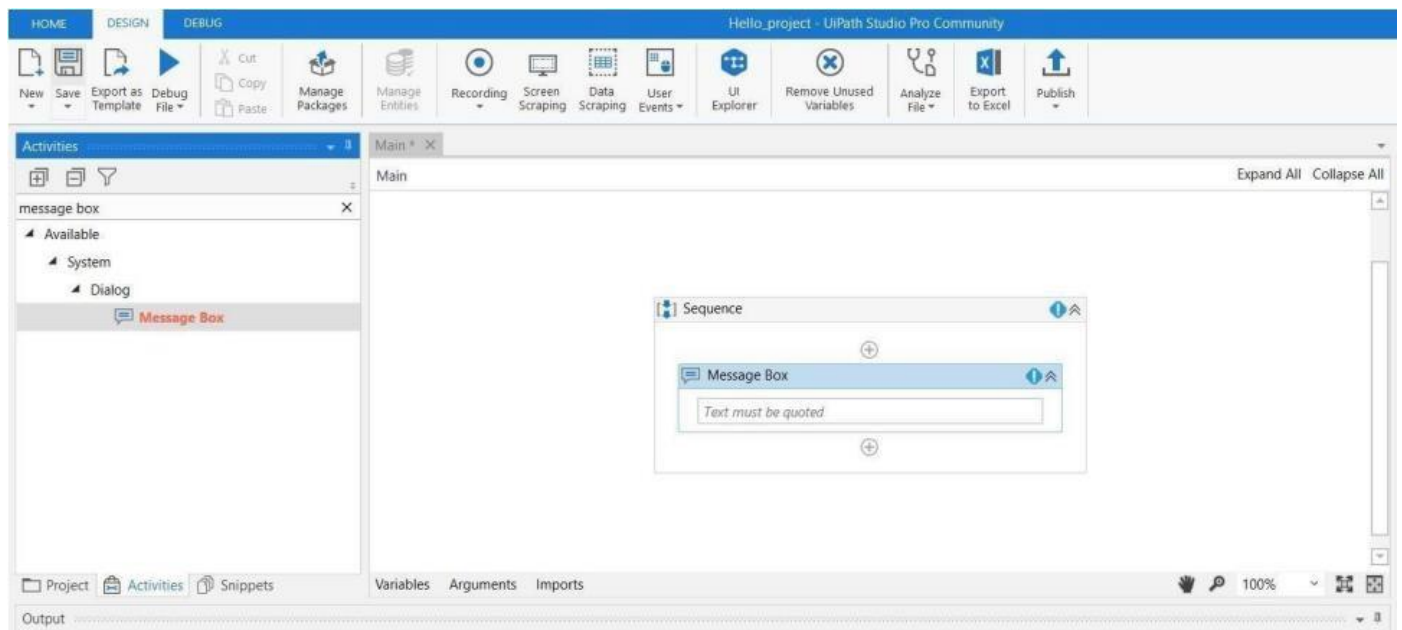 HOME DESIGN DEBUG Hello_project - UiPath Studio Pro Community
New Save Export as Template Debug File Cut Copy Paste Manage Packages Manage Entities Recording Screen Scraping Data Scraping User Events UI Explorer Remove Unused Variables Analyze File Export to Excel Publish
Activities
message box
Available
System
Dialog
Message Box
Project Activities Snippets
Main *
Main Expand All Collapse All
Sequence
Message Box
Text must be quoted
Variables Arguments Imports 100%
Output